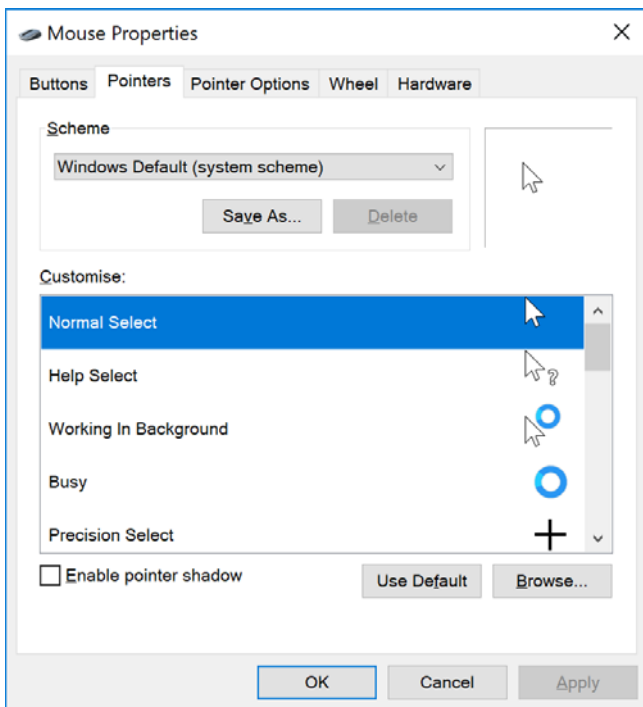 Mouse Properties
Buttons Pointers Pointer Options Wheel Hardware
Scheme
Windows Default (system scheme)
Save As... Delete
Customise:
Normal Select
Help Select
Working In Background
Busy
Precision Select
Enable pointer shadow
Use Default Browse...
OK Cancel Apply